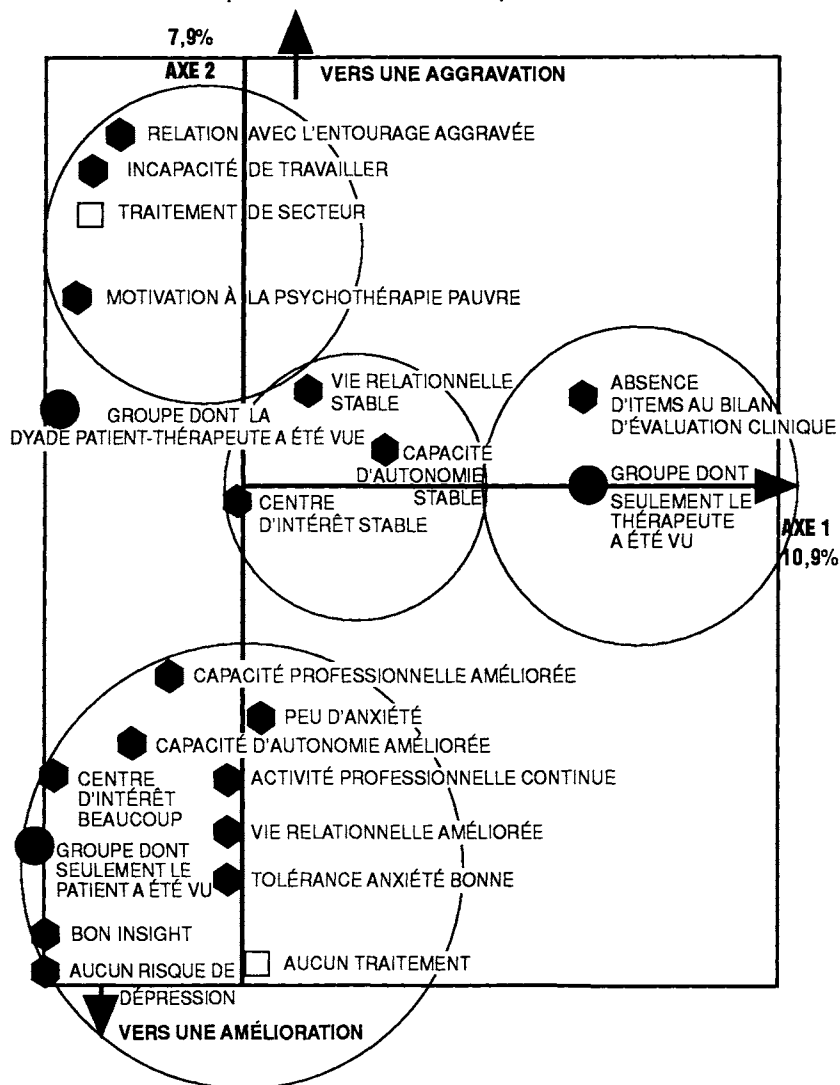 7,9%
AXE 2
VERS UNE AGGRAVATION
RELATION AVEC L'ENTOURAGE AGGRAVÉE
INCAPACITÉ DE TRAVAILLER
TRAITEMENT DE SECTEUR
MOTIVATION À LA PSYCHOTHÉRAPIE PAUVRE
GROUPE DONT LA
DYADE PATIENT-THÉRAPEUTE A ÉTÉ VUE
VIE RELATIONNELLE
STABLE
CAPACITÉ
D'AUTONOMIE
STABLE
CENTRE
D'INTÉRÊT STABLE
ABSENCE
D'ITEMS AU BILAN
D'ÉVALUATION CLINIQUE
GROUPE DONT
SEULEMENT LE
THÉRAPEUTE
A ÉTÉ VU
AXE 1
10,9%
CAPACITÉ PROFESSIONNELLE AMÉLIORÉE
PEU D'ANXIÉTÉ
CAPACITÉ D'AUTONOMIE AMÉLIORÉE
CENTRE
D'INTÉRÊT
BEAUCOUP
ACTIVITÉ PROFESSIONNELLE CONTINUE
VIE RELATIONNELLE AMÉLIORÉE
GROUPE DONT
SEULEMENT LE
PATIENT A ÉTÉ VU
TOLÉRANCE ANXIÉTÉ BONNE
BON INSIGHT
AUCUN TRAITEMENT
AUCUN RISQUE DE
DÉPRESSION
VERS UNE AMÉLIORATION